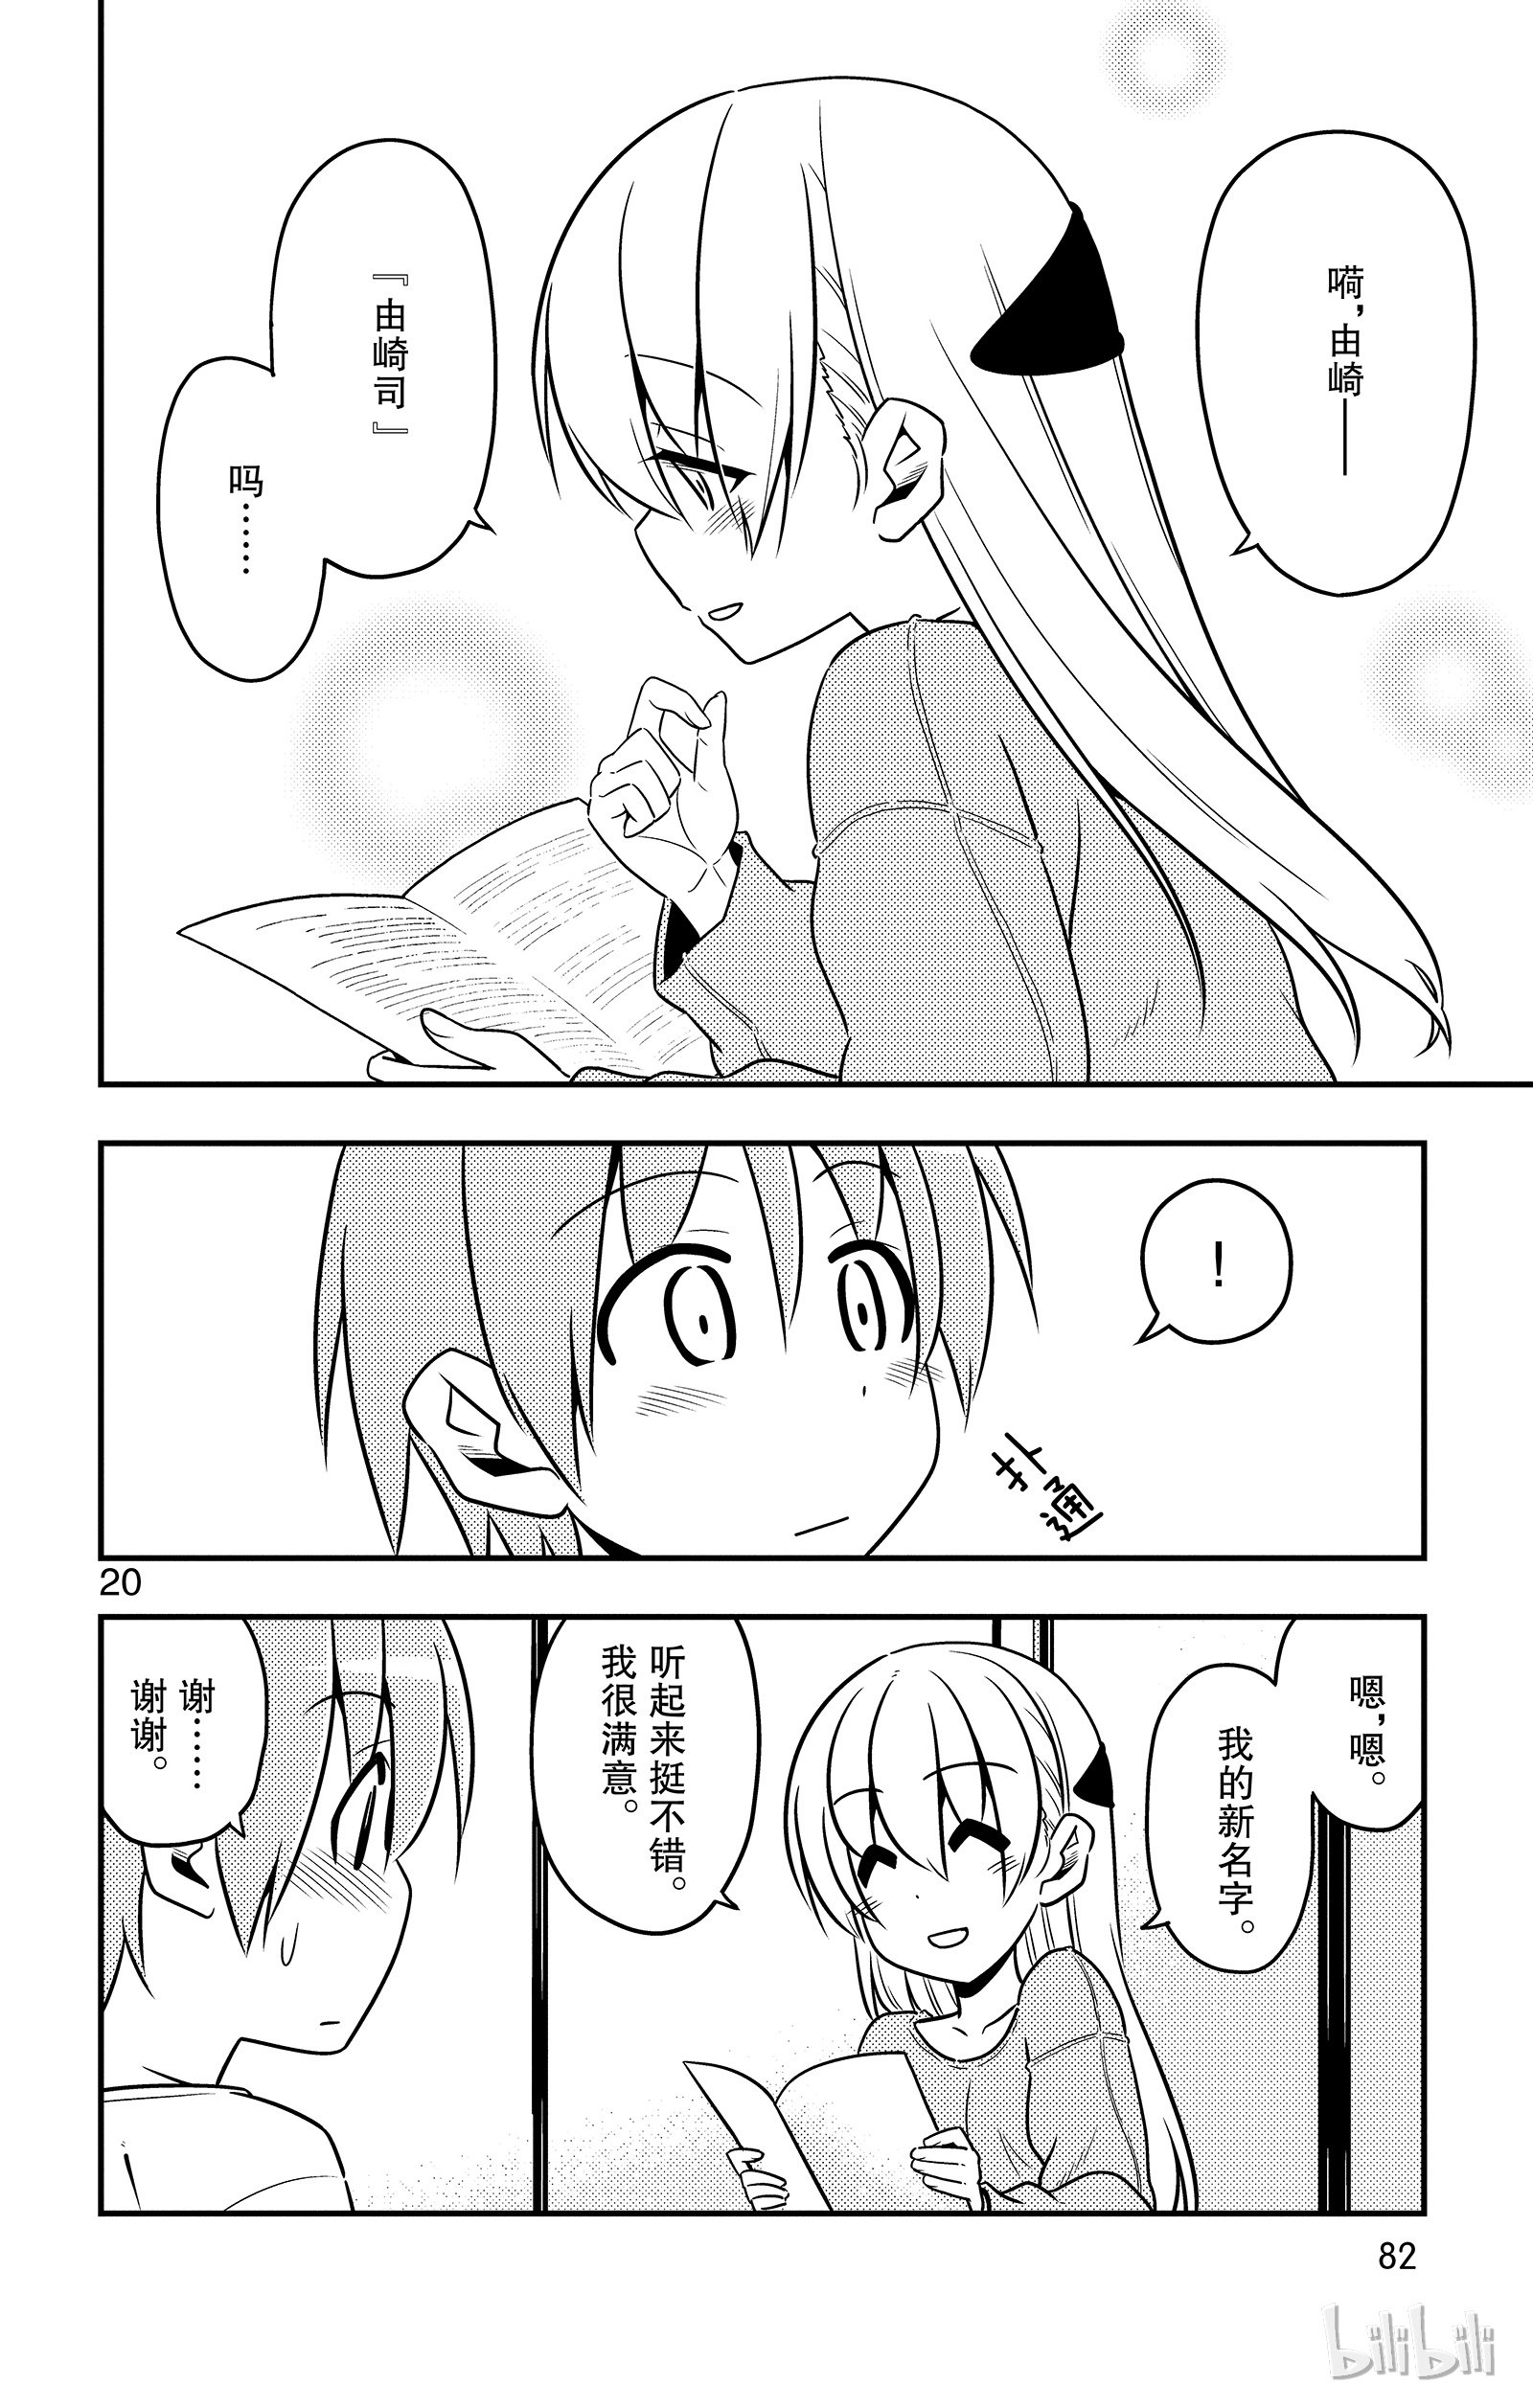 嗬，由崎——
『由崎司』
吗……
！
扑通
20
嗯，嗯。
我的新名字。
听起来挺不错。
我很满意。
谢……
谢谢。
82
bilibili